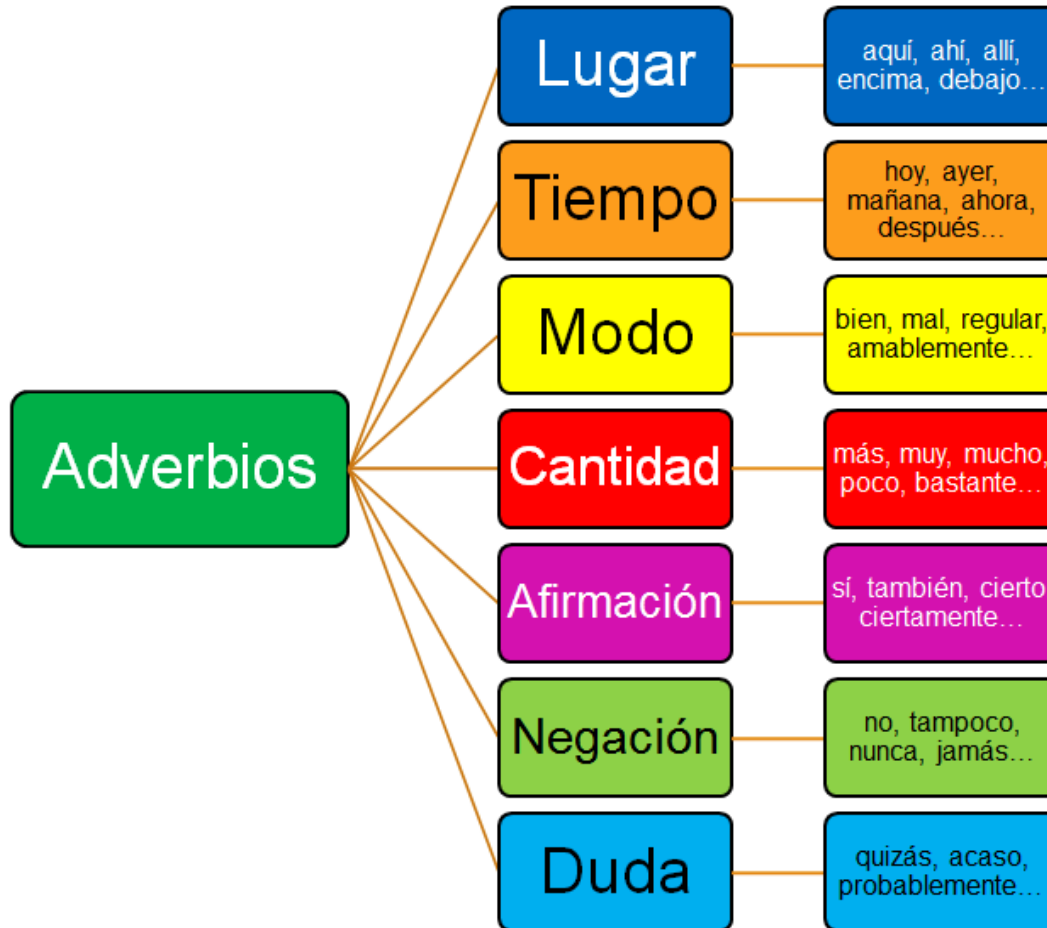 Adverbios
Lugar
aquí, ahí, allí,
encima, debajo…
Tiempo
hoy, ayer,
mañana, ahora,
después…
Modo
bien, mal, regular,
amablemente…
Cantidad
más, muy, mucho,
poco, bastante…
Afirmación
sí, también, cierto
ciertamente…
Negación
no, tampoco,
nunca, jamás…
Duda
quizás, acaso,
probablemente…